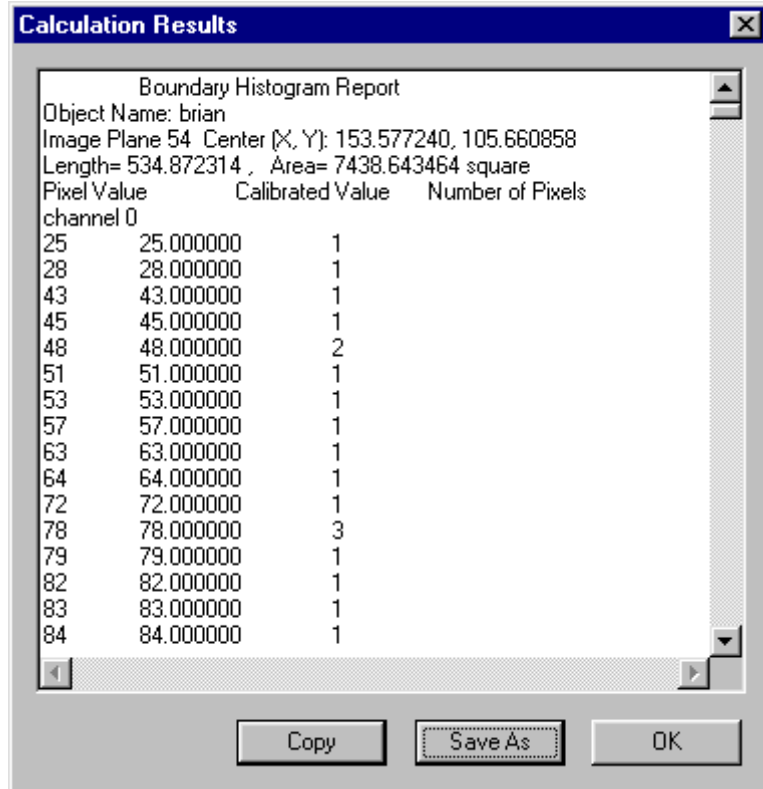 Calculation Results
Boundary Histogram Report
Object Name: brian
Image Plane 54 Center (X, Y): 153.577240, 105.660858
Length= 534.872314 , Area= 7438.643464 square
Pixel Value Calibrated Value Number of Pixels
channel 0
25 25.000000 1
28 28.000000 1
43 43.000000 1
45 45.000000 1
48 48.000000 2
51 51.000000 1
53 53.000000 1
57 57.000000 1
63 63.000000 1
64 64.000000 1
72 72.000000 1
78 78.000000 3
79 79.000000 1
82 82.000000 1
83 83.000000 1
84 84.000000 1
Copy Save As OK